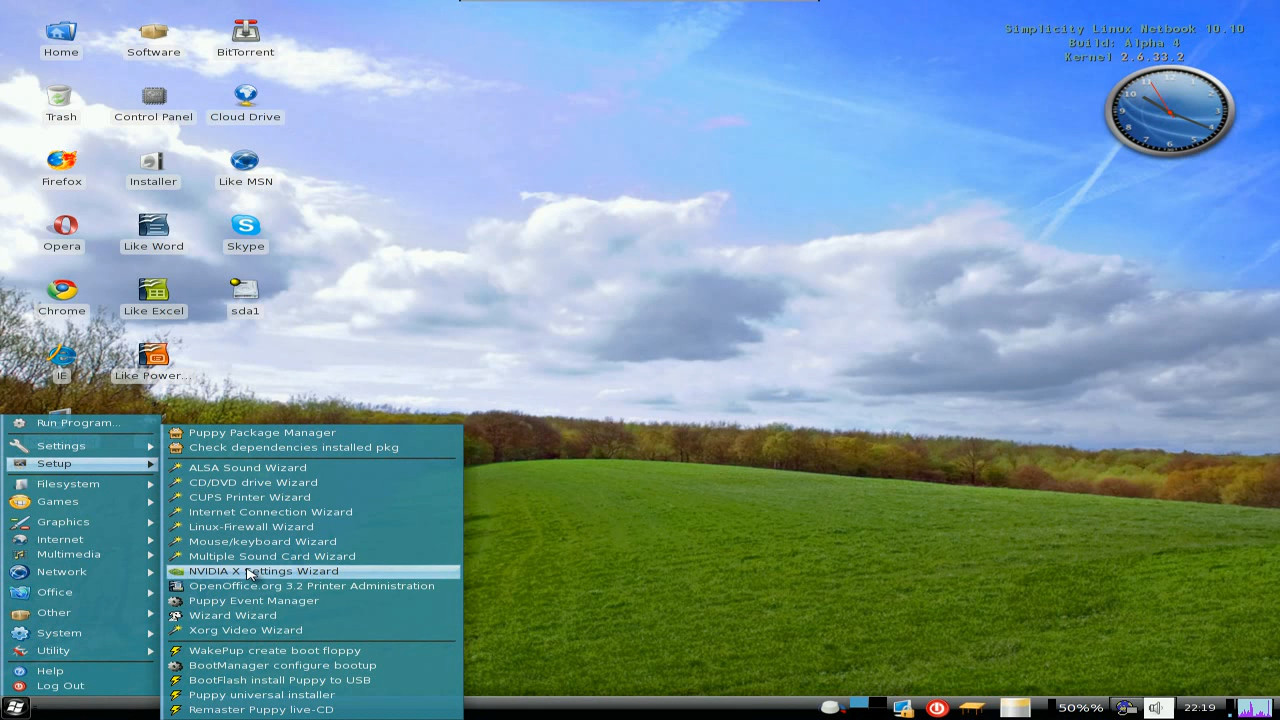 Simplicity Linux Netbook 10.10
Build: Alpha 4
Kernel 2.6.33.2
Home
Software
BitTorrent
Trash
Control Panel
Cloud Drive
Firefox
Installer
Like MSN
Opera
Like Word
Skype
Chrome
Like Excel
sda1
IE
Like Power...
Run Program...
Settings
Setup
Filesystem
Games
Graphics
Internet
Multimedia
Network
Office
Other
System
Utility
Help
Log Out
Puppy Package Manager
Check dependencies installed pkg
ALSA Sound Wizard
CD/DVD drive Wizard
CUPS Printer Wizard
Internet Connection Wizard
Linux-Firewall Wizard
Mouse/keyboard Wizard
Multiple Sound Card Wizard
NVIDIA X Settings Wizard
OpenOffice.org 3.2 Printer Administration
Puppy Event Manager
Wizard Wizard
Xorg Video Wizard
WakePup create boot floppy
BootManager configure bootup
BootFlash install Puppy to USB
Puppy universal installer
Remaster Puppy live-CD
50%
22:19